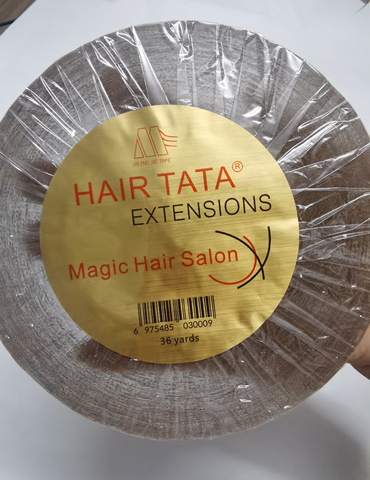 HAIR TATA®
EXTENSIONS
Magic Hair Salon
6 975485 030009
36 yards